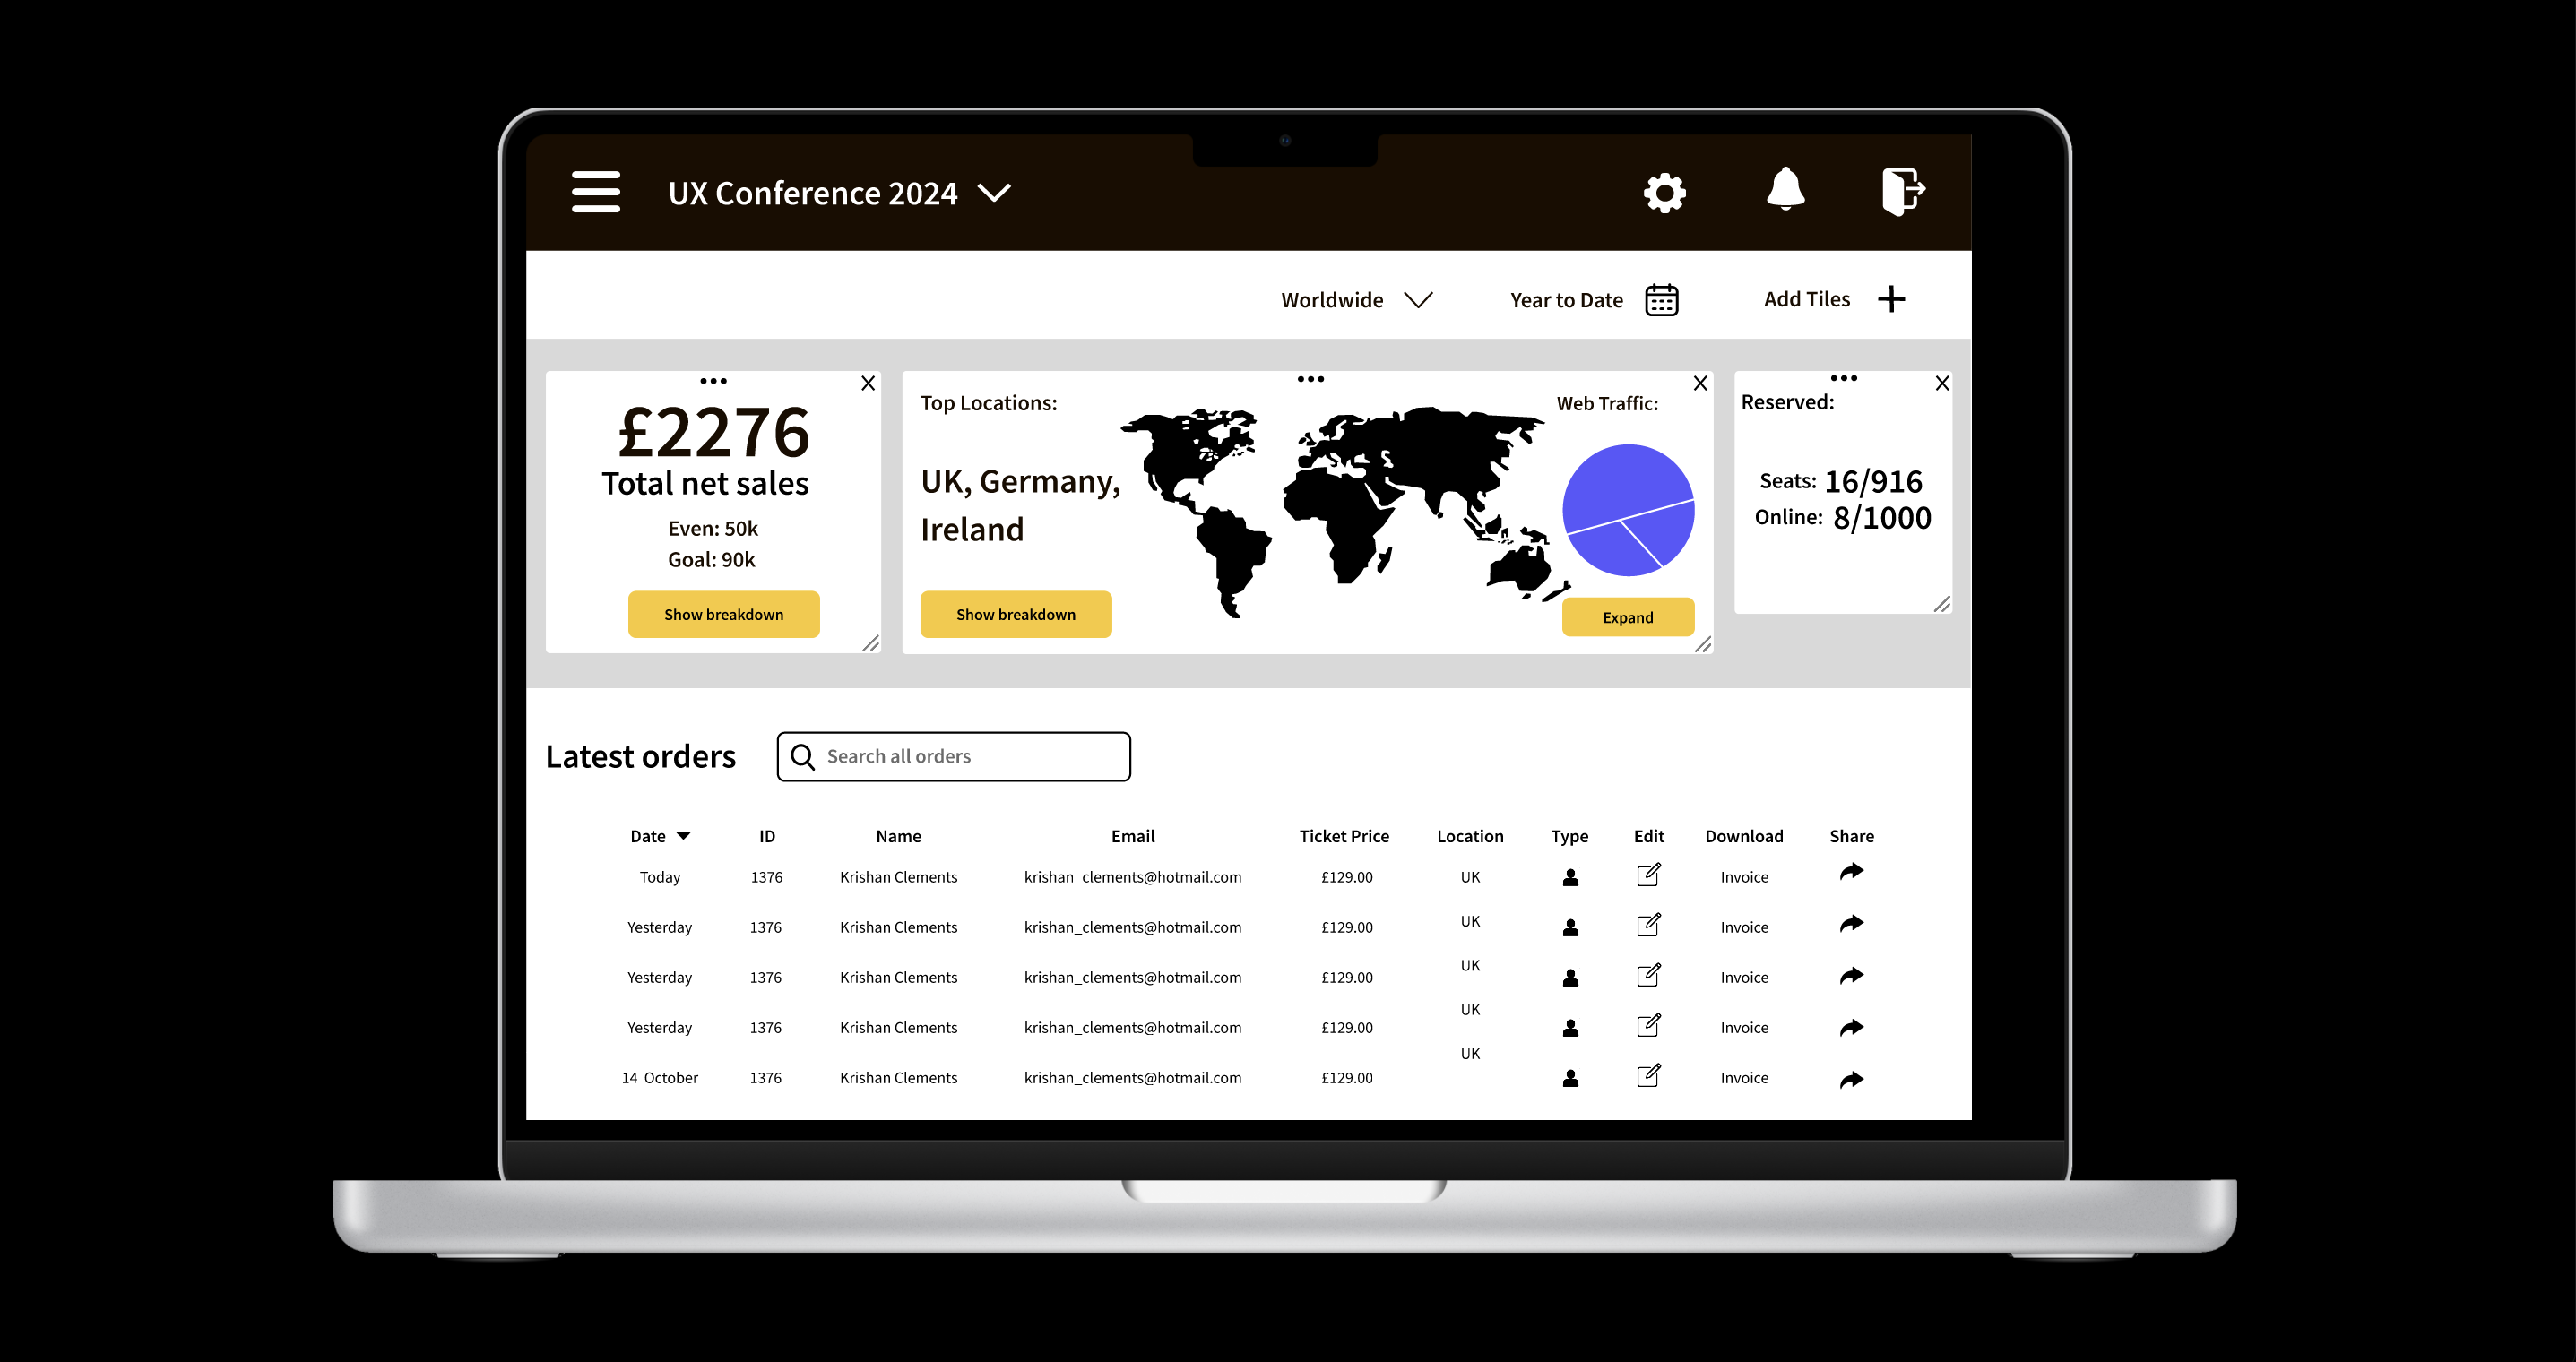 UX Conference 2024
Worldwide
Year to Date
Add Tiles
X
£2276
Total net sales
Even: 50k
Goal: 90k
Show breakdown
X
Top Locations:
UK, Germany,
Ireland
Show breakdown
Web Traffic:
Expand
X
Reserved:
Seats: 16/916
Online: 8/1000
Latest orders
Search all orders
Date ID Name Email Ticket Price Location Type Edit Download Share
Today 1376 Krishan Clements krishan_clements@hotmail.com £129.00 UK Invoice
Yesterday 1376 Krishan Clements krishan_clements@hotmail.com £129.00 UK Invoice
Yesterday 1376 Krishan Clements krishan_clements@hotmail.com £129.00 UK Invoice
Yesterday 1376 Krishan Clements krishan_clements@hotmail.com £129.00 UK Invoice
14 October 1376 Krishan Clements krishan_clements@hotmail.com £129.00 UK Invoice